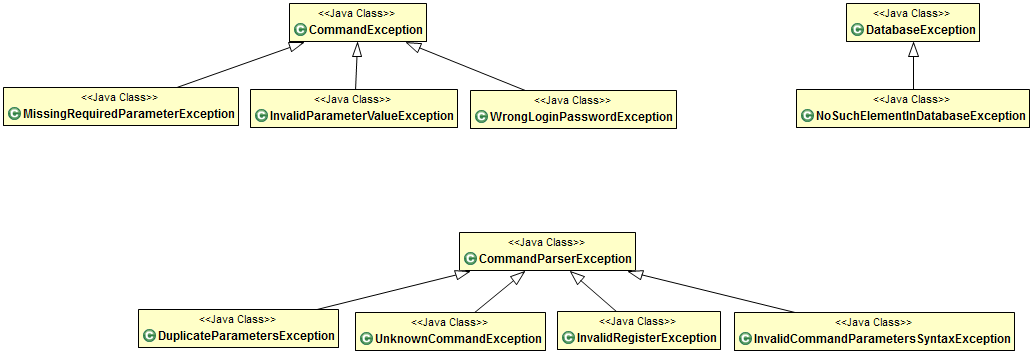 <<Java Class>>
CommandException
<<Java Class>>
DatabaseException
<<Java Class>>
MissingRequiredParameterException
<<Java Class>>
InvalidParameterValueException
<<Java Class>>
WrongLoginPasswordException
<<Java Class>>
NoSuchElementInDatabaseException
<<Java Class>>
CommandParserException
<<Java Class>>
DuplicateParametersException
<<Java Class>>
UnknownCommandException
<<Java Class>>
InvalidRegisterException
<<Java Class>>
InvalidCommandParametersSyntaxException